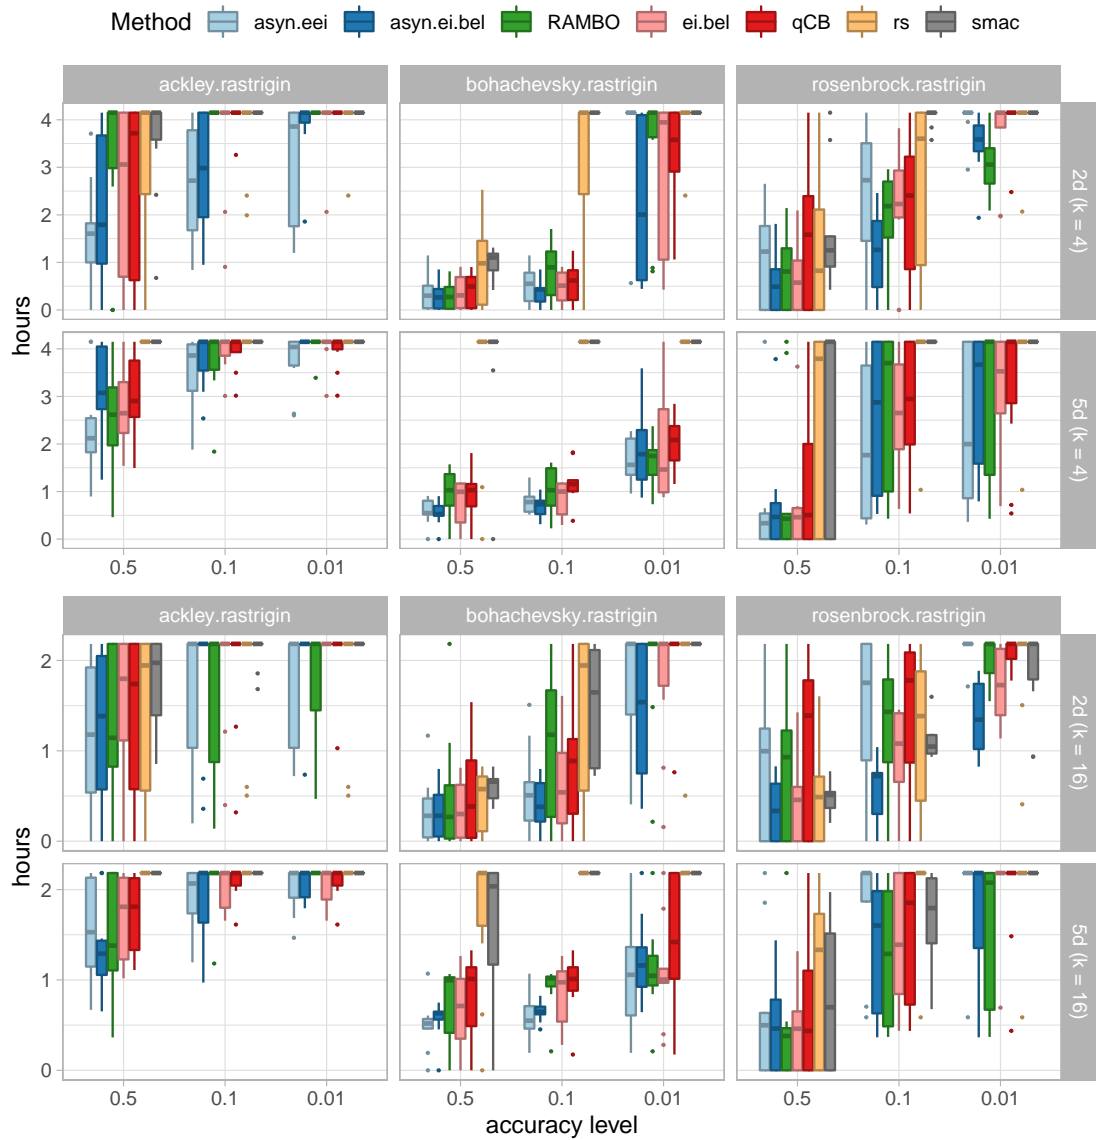 Method asyn.eei asyn.ei.bel RAMBO ei.bel qCB rs smac
ackley.rastrigin bohachevsky.rastrigin rosenbrock.rastrigin
4
3
2
1
0
2d (k = 4)
hours
4
3
2
1
0
5d (k = 4)
0.5 0.1 0.01 0.5 0.1 0.01 0.5 0.1 0.01
ackley.rastrigin bohachevsky.rastrigin rosenbrock.rastrigin
2
1
0
2d (k = 16)
hours
2
1
0
5d (k = 16)
0.5 0.1 0.01 0.5 0.1 0.01 0.5 0.1 0.01
accuracy level